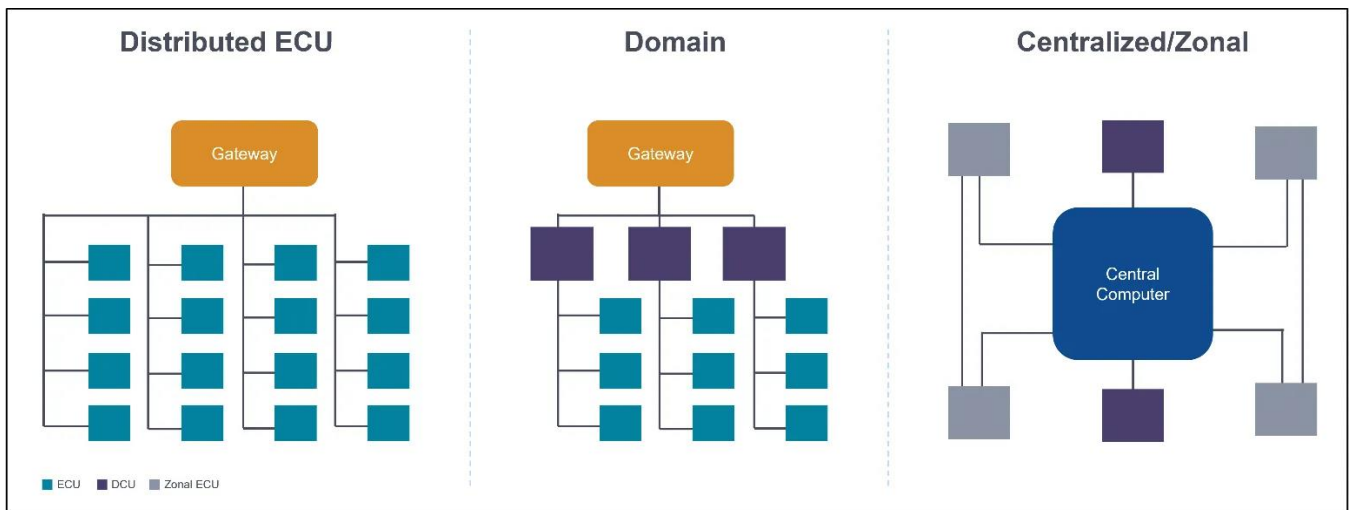 Distributed ECU
Domain
Centralized/Zonal
Gateway
Gateway
Central
Computer
ECU
DCU
Zonal ECU